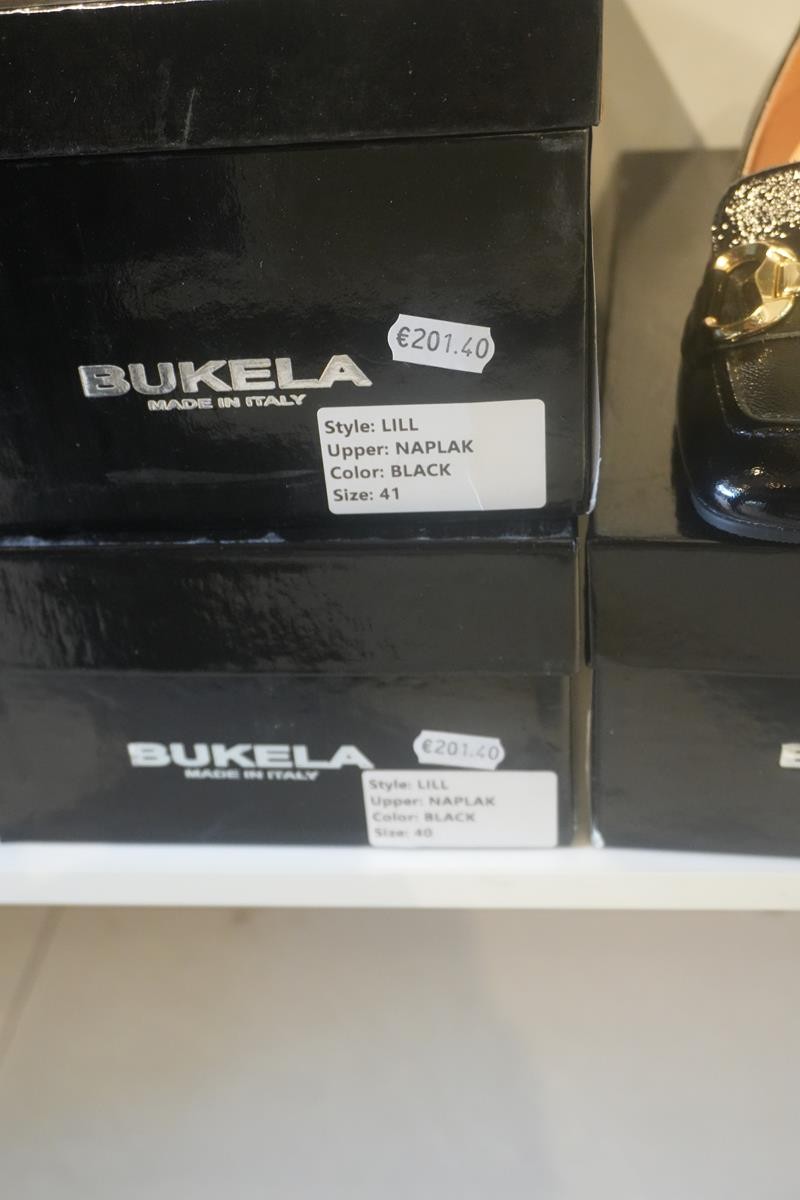 €201.40
BUKELA
MADE IN ITALY
Style: LILL
Upper: NAPLAK
Color: BLACK
Size: 41
€201.40
BUKELA
MADE IN ITALY
Style: LILL
Upper: NAPLAK
Color: BLACK
Size: 40